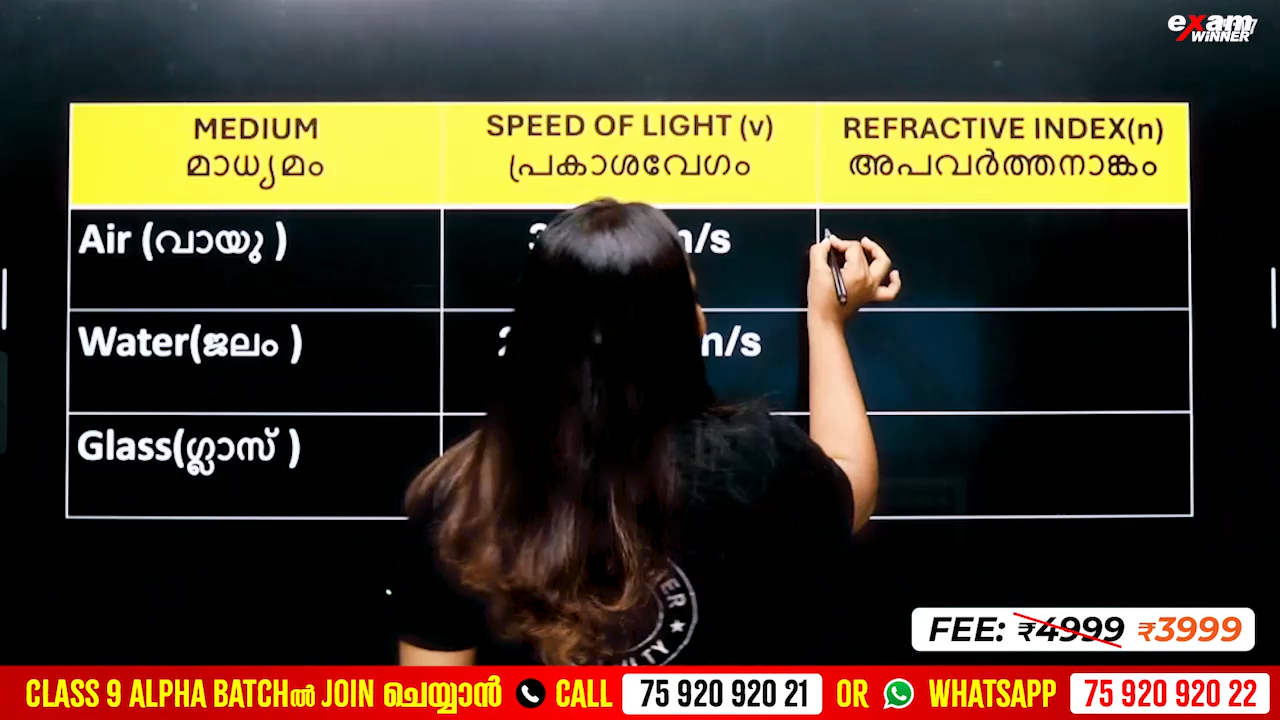 exam
WiNNER
MEDIUM
മാധ്യമം
SPEED OF LIGHT (v)
പ്രകാശവേഗം
REFRACTIVE INDEX(n)
അപവർത്തനാങ്കം
Air (വായു )
m/s
Water(ജലം )
m/s
Glass(ഗ്ലാസ് )
FEE: ₹4999 ₹3999
CLASS 9 ALPHA BATCHൽ JOIN ചെയ്യാൻ CALL 75 920 920 21 OR WHATSAPP 75 920 920 22